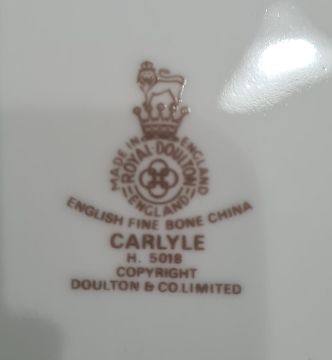 MADE IN ENGLAND
ROYAL DOULTON
ENGLAND
ENGLISH FINE BONE CHINA
CARLYLE
H. 5018
COPYRIGHT
DOULTON & CO. LIMITED